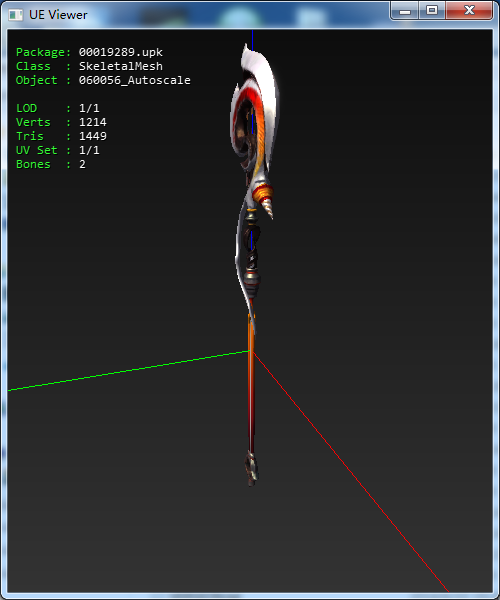 UE Viewer
Package: 00019289.upk
Class : SkeletalMesh
Object : 060056_Autoscale
LOD : 1/1
Verts : 1214
Tris : 1449
UV Set : 1/1
Bones : 2